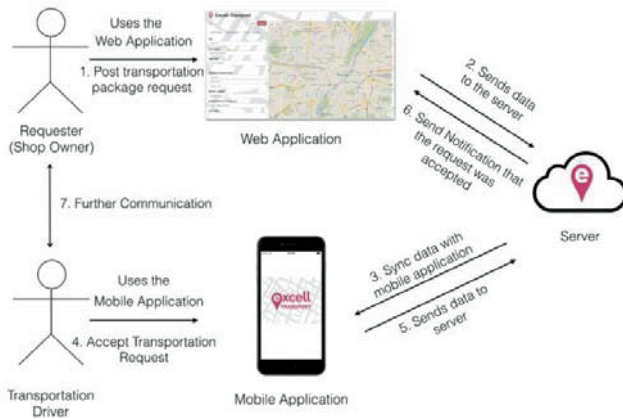 Uses the
Web Application
1. Post transportation
package request
Requester
(Shop Owner)
Excell Transport
Web Application
2. Sends data
to the server
6. Send Notification that
the request was
accepted
e
Server
7. Further Communication
Uses the
Mobile Application
4. Accept Transportation
Request
Transportation
Driver
excell
TRANSPORT
Mobile Application
3. Sync data with
mobile application
5. Sends data to
server